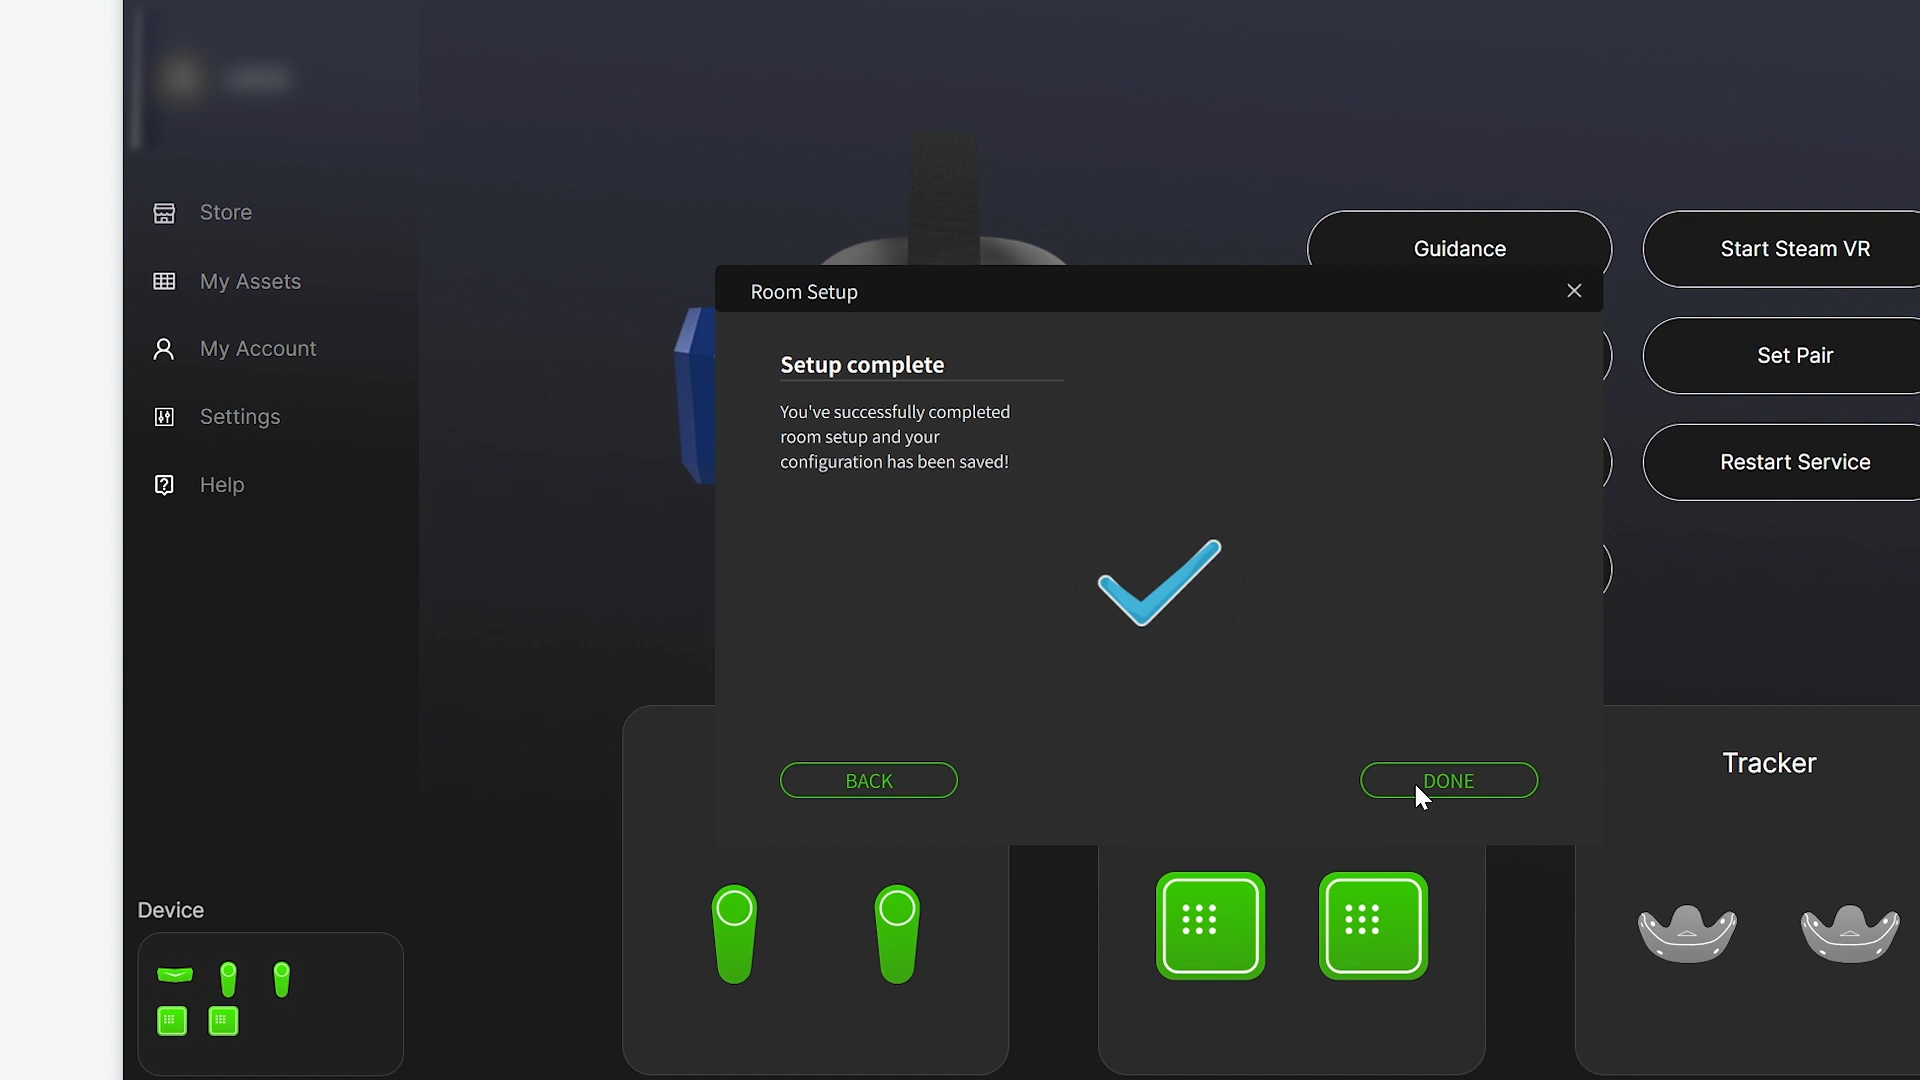 Store
My Assets
My Account
Settings
Help
Device
Guidance
Start Steam VR
Set Pair
Restart Service
Room Setup
Setup complete
You've successfully completed
room setup and your
configuration has been saved!
BACK
DONE
Tracker